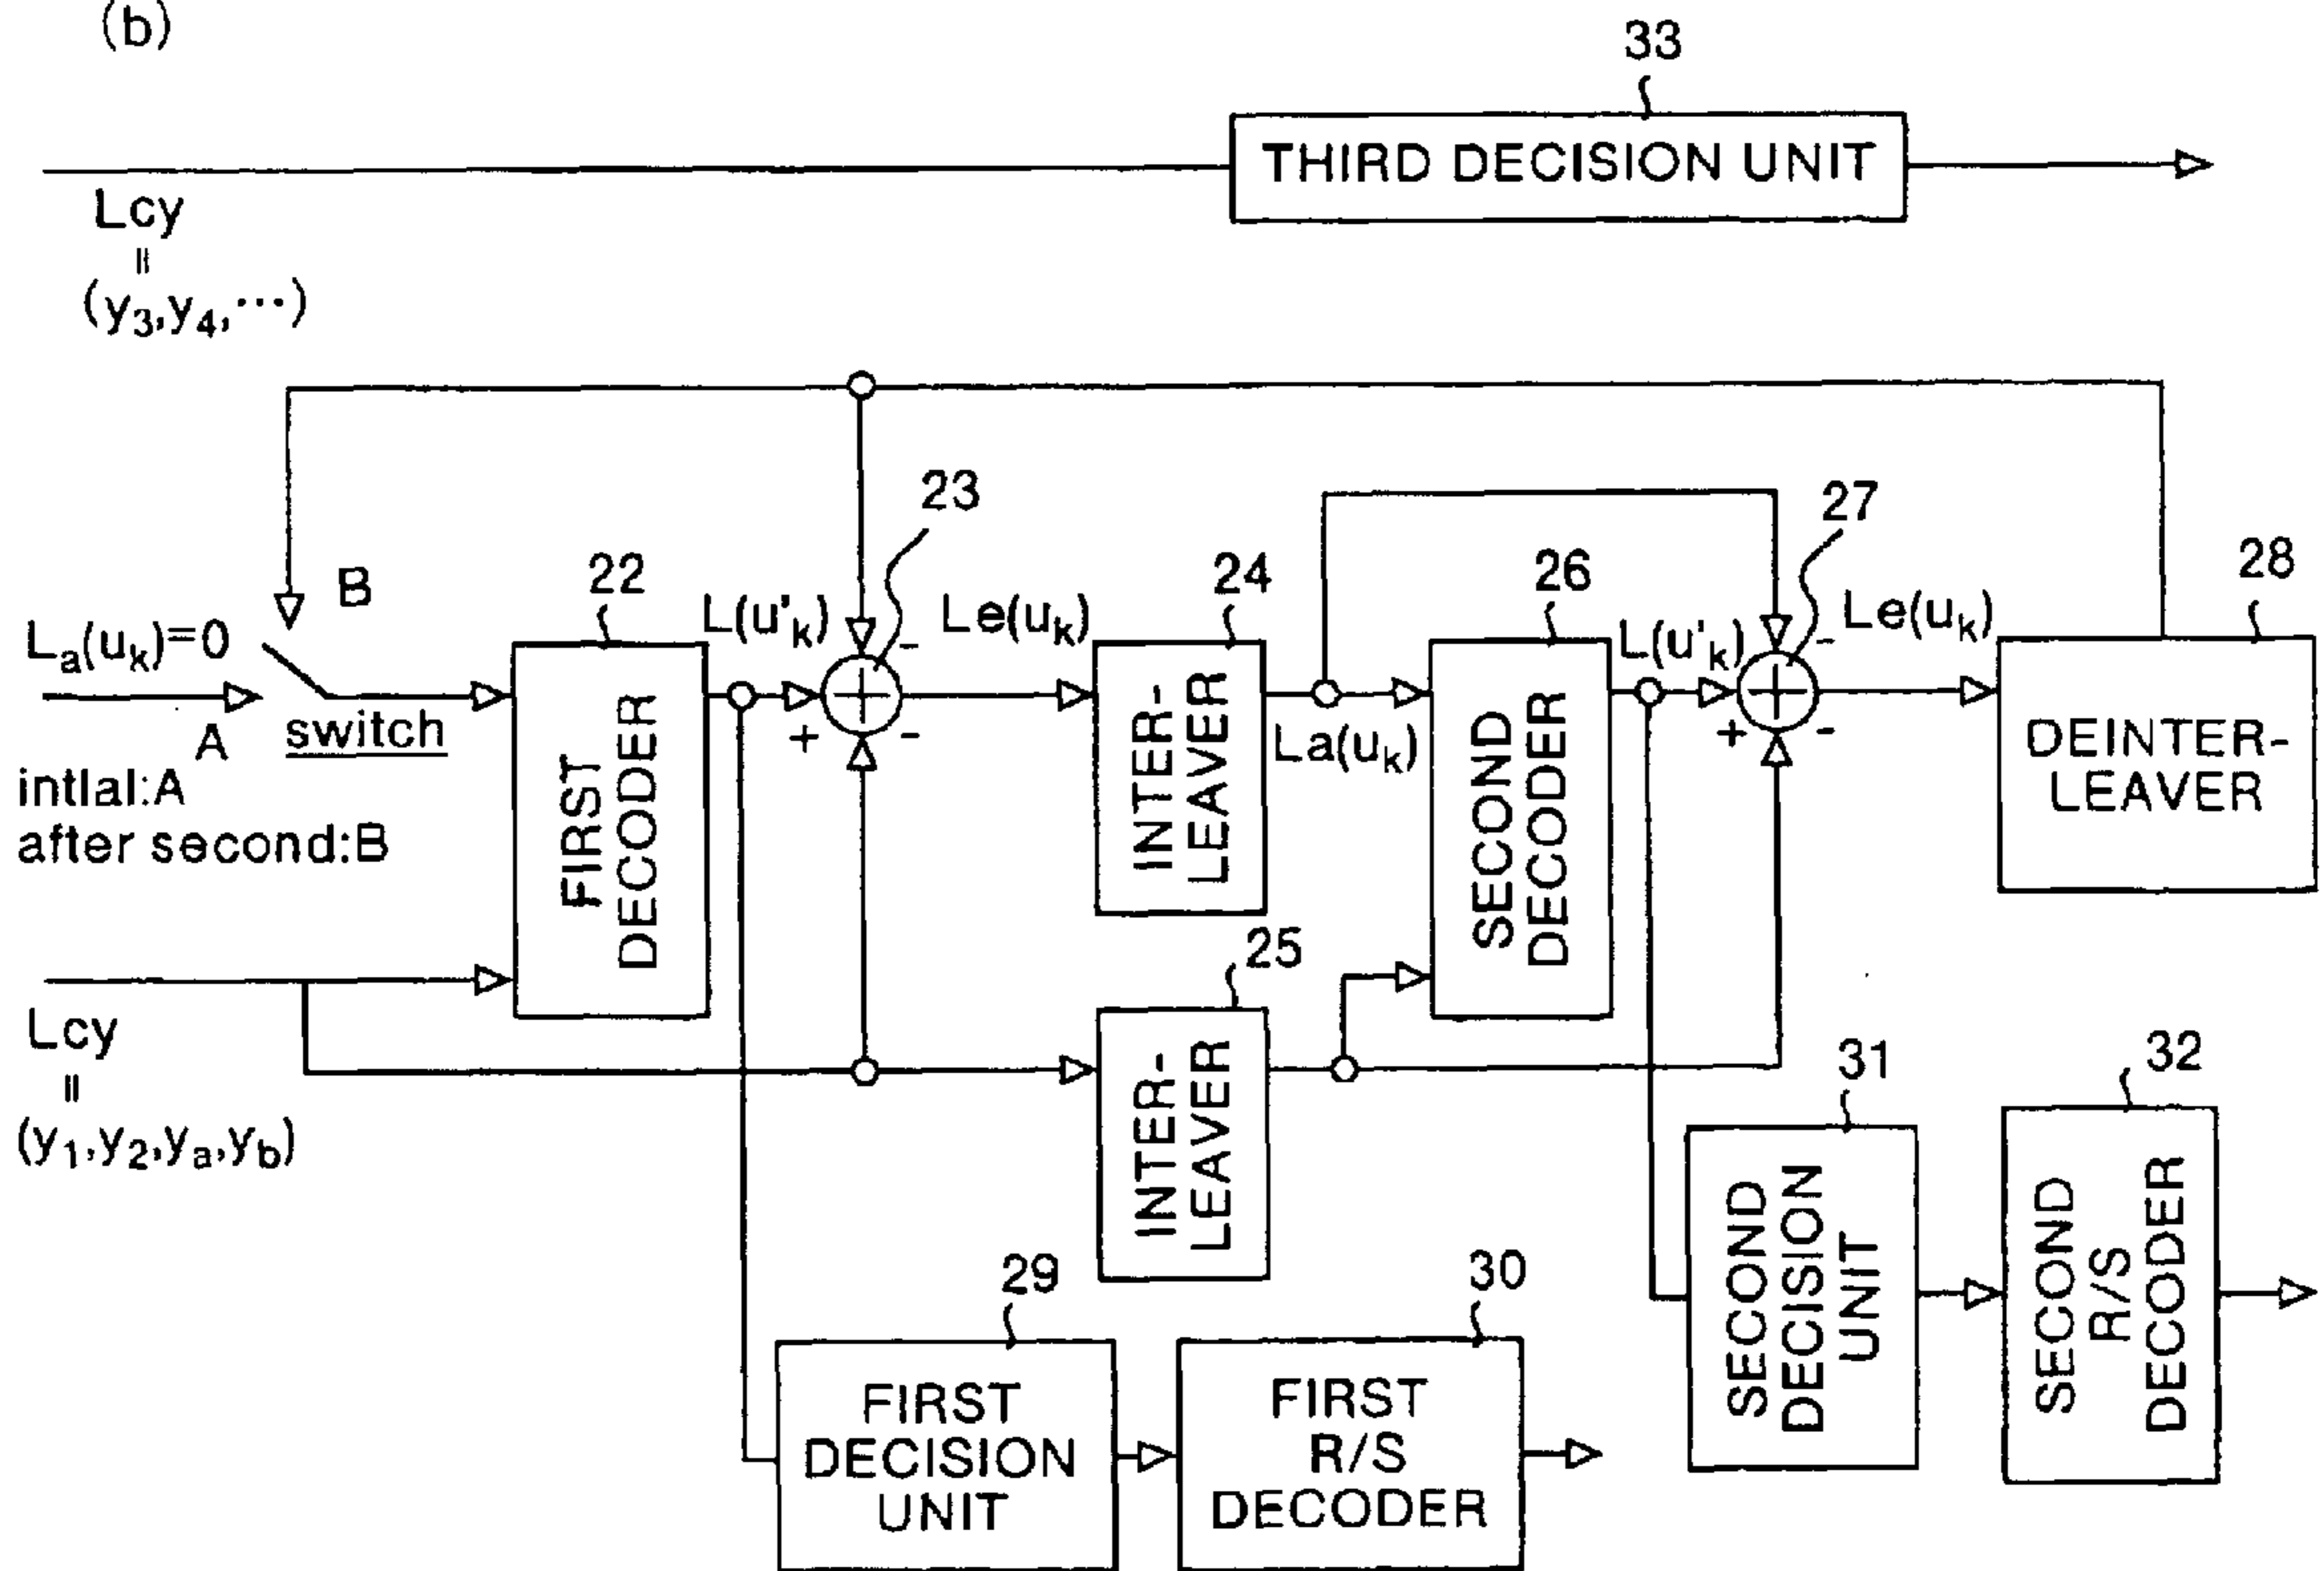 (b)
33
THIRD DECISION UNIT
Lcy
=
(y3,y4,···)
23
27
B
22
24
26
28
La(uk)=0
L(u'k)
Le(uk)
L(u'k)
Le(uk)
-
-
A
switch
+
-
La(uk)
+
-
intlal:A
after second:B
FIRST
DECODER
INTER-
LEAVER
SECOND
DECODER
DEINTER-
LEAVER
25
Lcy
=
(y1,y2,ya,yb)
INTER-
LEAVER
31
32
SECOND
DECISION
UNIT
SECOND
R/S
DECODER
29
30
FIRST
DECISION
UNIT
FIRST
R/S
DECODER